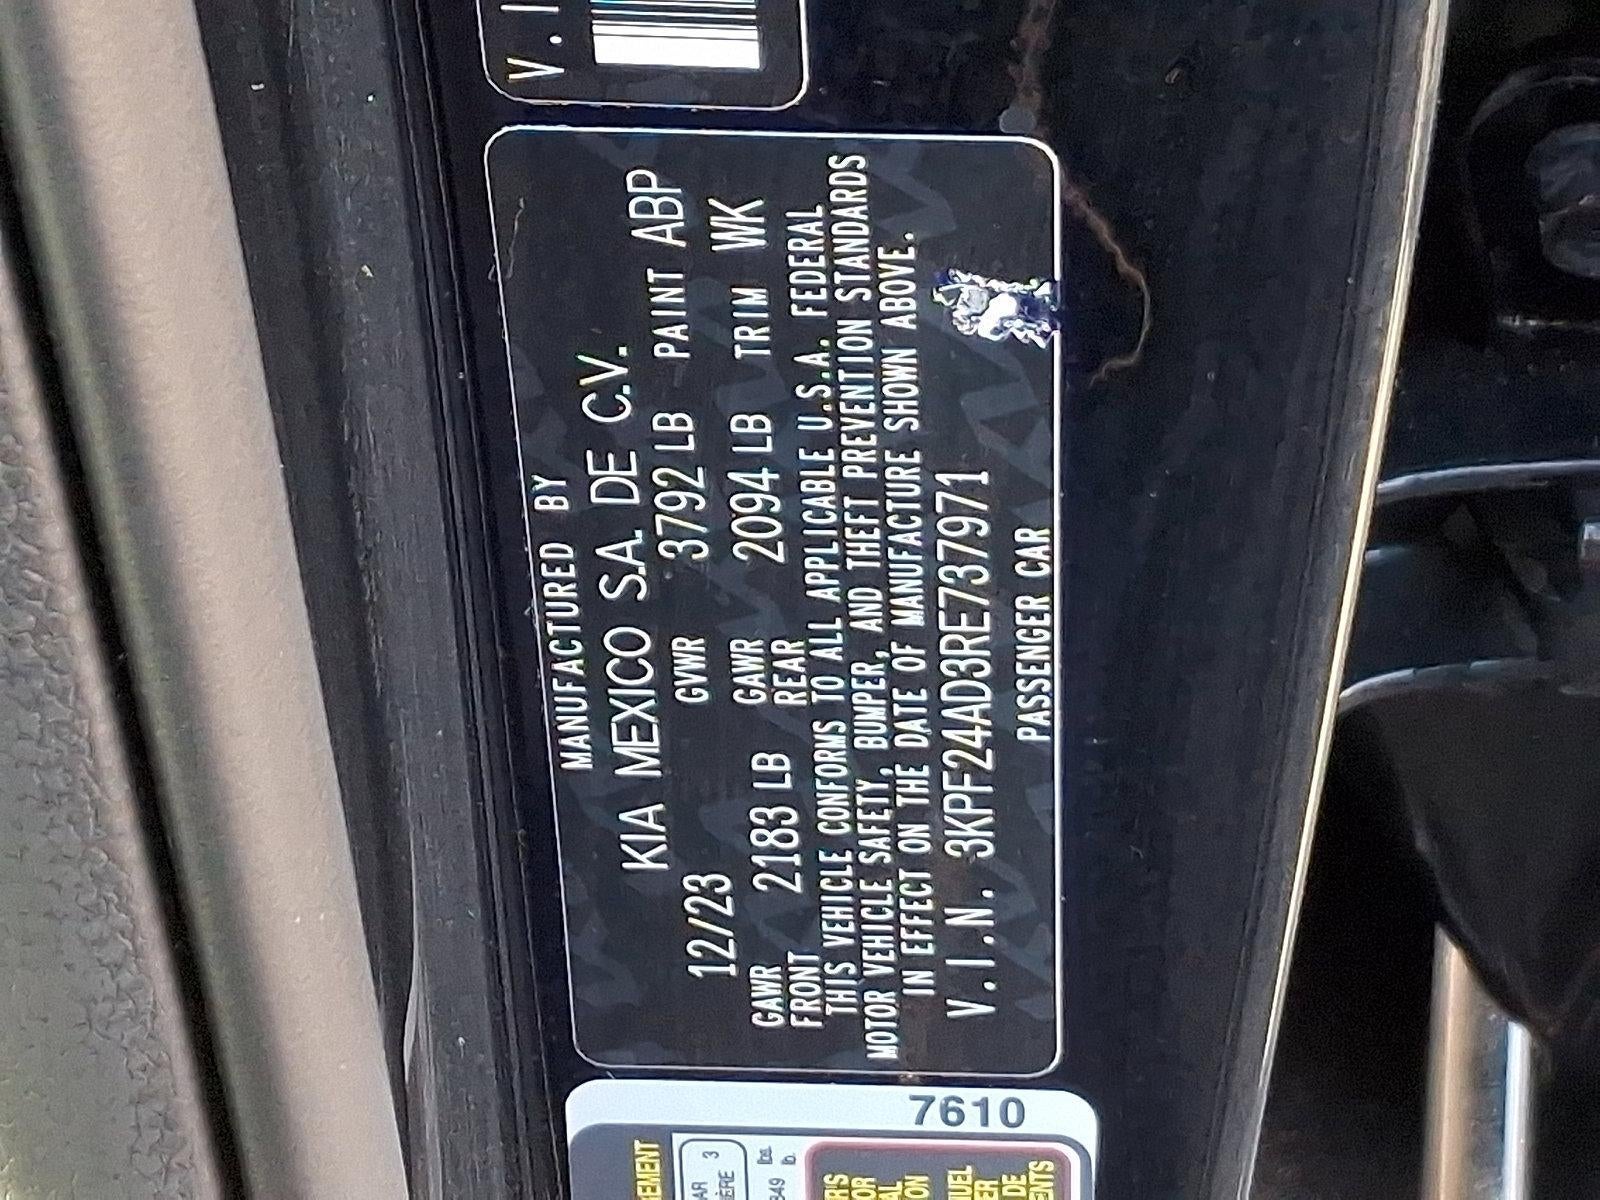 V.I
MANUFACTURED BY
KIA MEXICO S.A. DE C.V.
12/23 GVWR 3792 LB PAINT ABP
GAWR FRONT 2183 LB GAWR REAR 2094 LB TRIM WK
THIS VEHICLE CONFORMS TO ALL APPLICABLE U.S.A. FEDERAL
MOTOR VEHICLE SAFETY, BUMPER, AND THEFT PREVENTION STANDARDS
IN EFFECT ON THE DATE OF MANUFACTURE SHOWN ABOVE.
V.I.N. 3KPF24AD3RE737971
PASSENGER CAR
7610